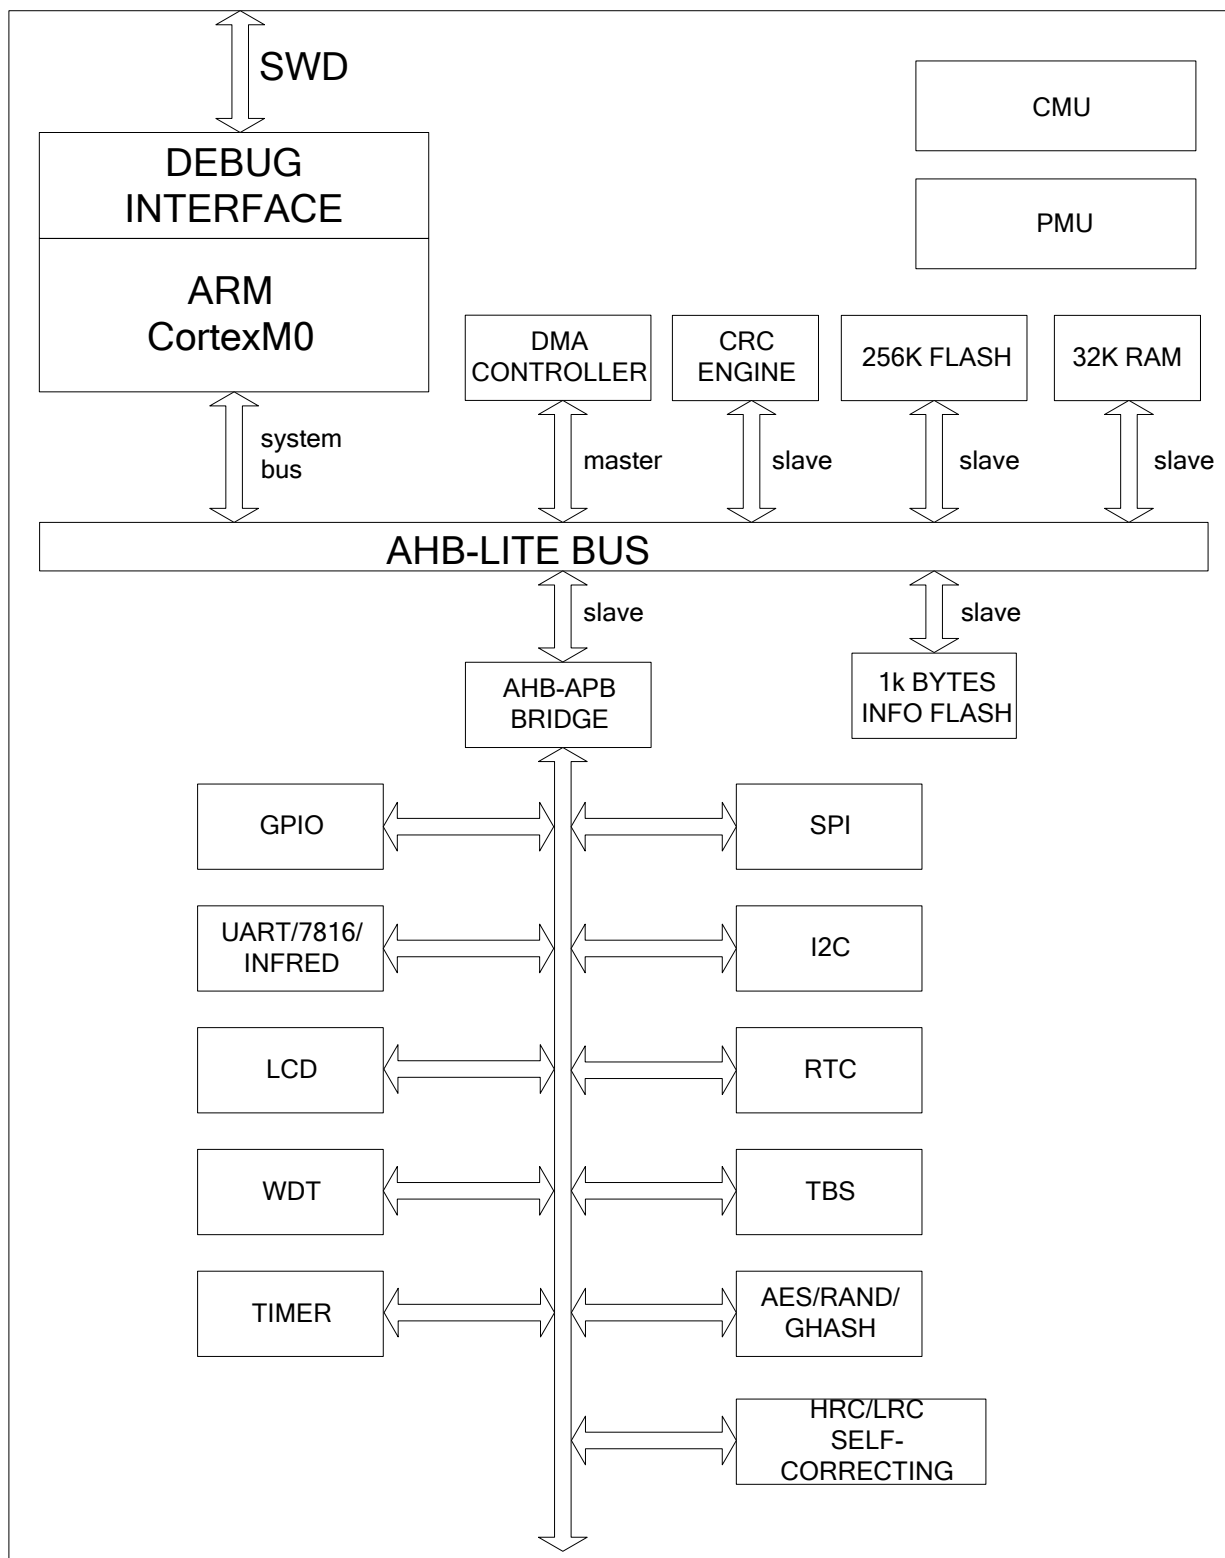 SWD
CMU
DEBUG
INTERFACE
PMU
ARM
CortexM0
DMA
CONTROLLER
CRC
ENGINE
256K FLASH
32K RAM
system
bus
master
slave
slave
slave
AHB-LITE BUS
slave
slave
AHB-APB
BRIDGE
1k BYTES
INFO FLASH
GPIO
SPI
UART/7816/
INFRED
I2C
LCD
RTC
WDT
TBS
TIMER
AES/RAND/
GHASH
HRC/LRC
SELF-
CORRECTING